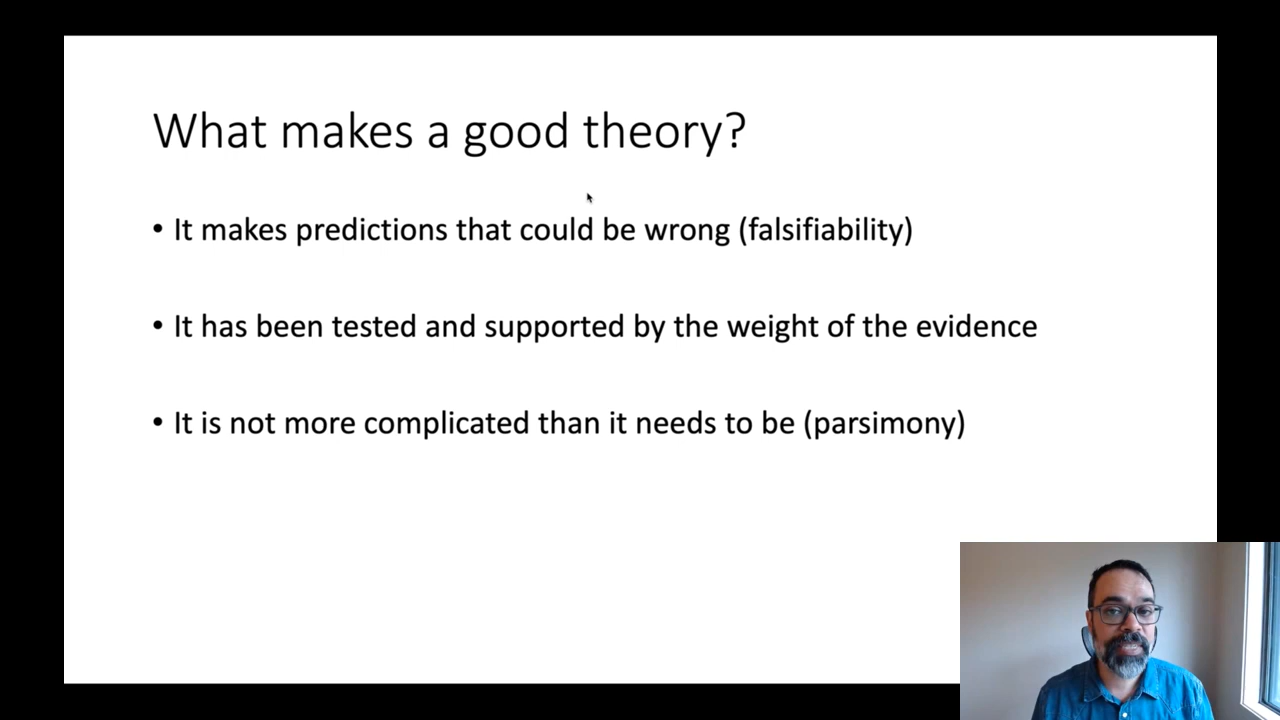 What makes a good theory?
• It makes predictions that could be wrong (falsifiability)
• It has been tested and supported by the weight of the evidence
• It is not more complicated than it needs to be (parsimony)